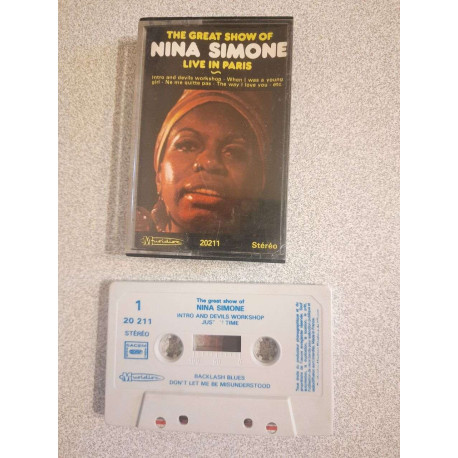 THE GREAT SHOW OF
NINA SIMONE
LIVE IN PARIS
Intro and devils workshop - When I was a young
girl - Ne me quitte pas - The way I love you - etc
20211
Stéréo
1
20 211
STÉRÉO
The great show of
NINA SIMONE
INTRO AND DEVILS WORKSHOP
TIME
BACKLASH BLUES
DON'T LET ME BE MISUNDERSTOOD